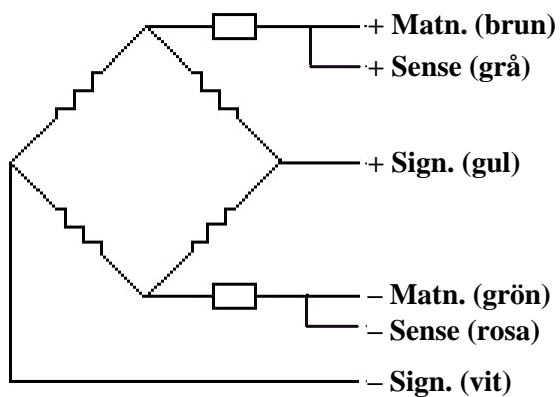 + Matn. (brun)
+ Sense (grå)
+ Sign. (gul)
– Matn. (grön)
– Sense (rosa)
– Sign. (vit)